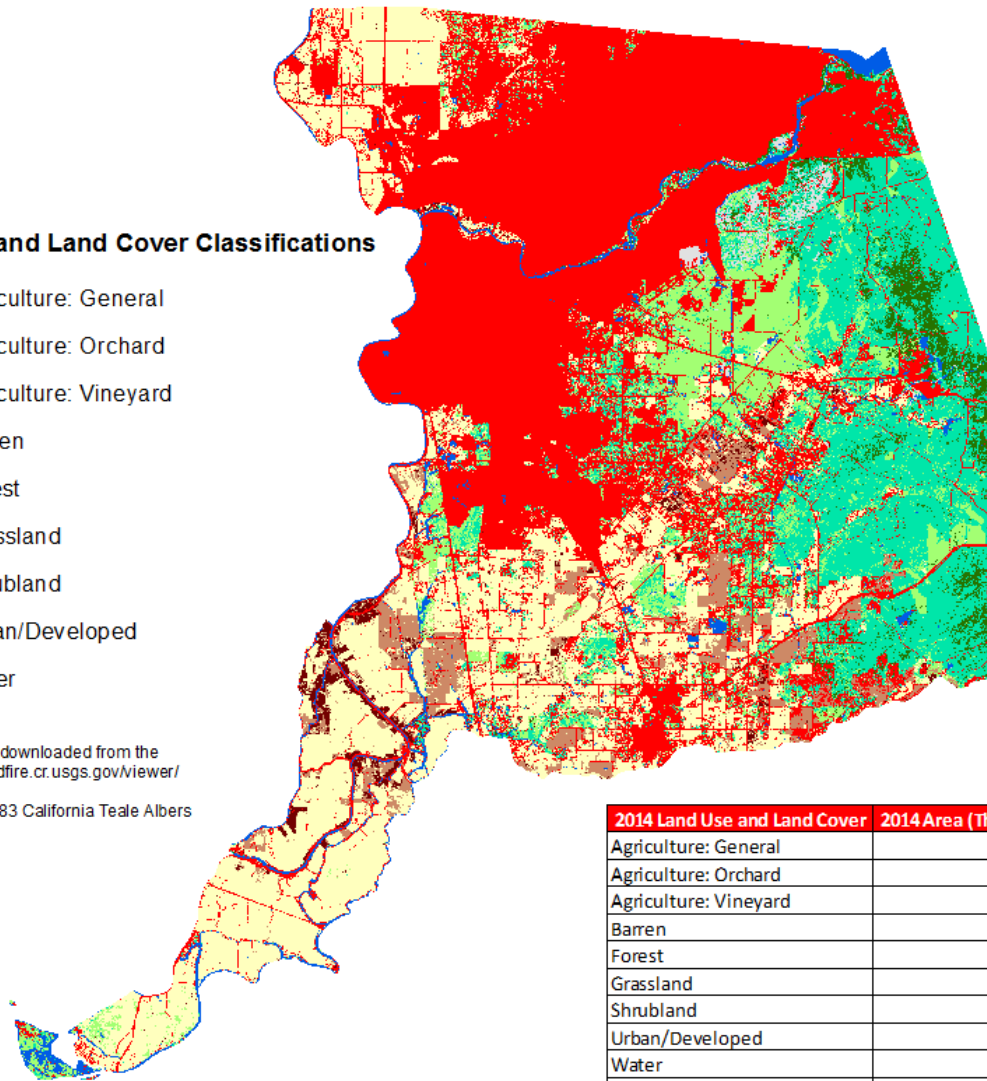 and Land Cover Classifications
culture: General
culture: Orchard
culture: Vineyard
en
est
ssland
ubland
an/Developed
er
downloaded from the
dfire.cr.usgs.gov/viewer/
83 California Teale Albers
2014 Land Use and Land Cover 2014 Area (Th
Agriculture: General
Agriculture: Orchard
Agriculture: Vineyard
Barren
Forest
Grassland
Shrubland
Urban/Developed
Water